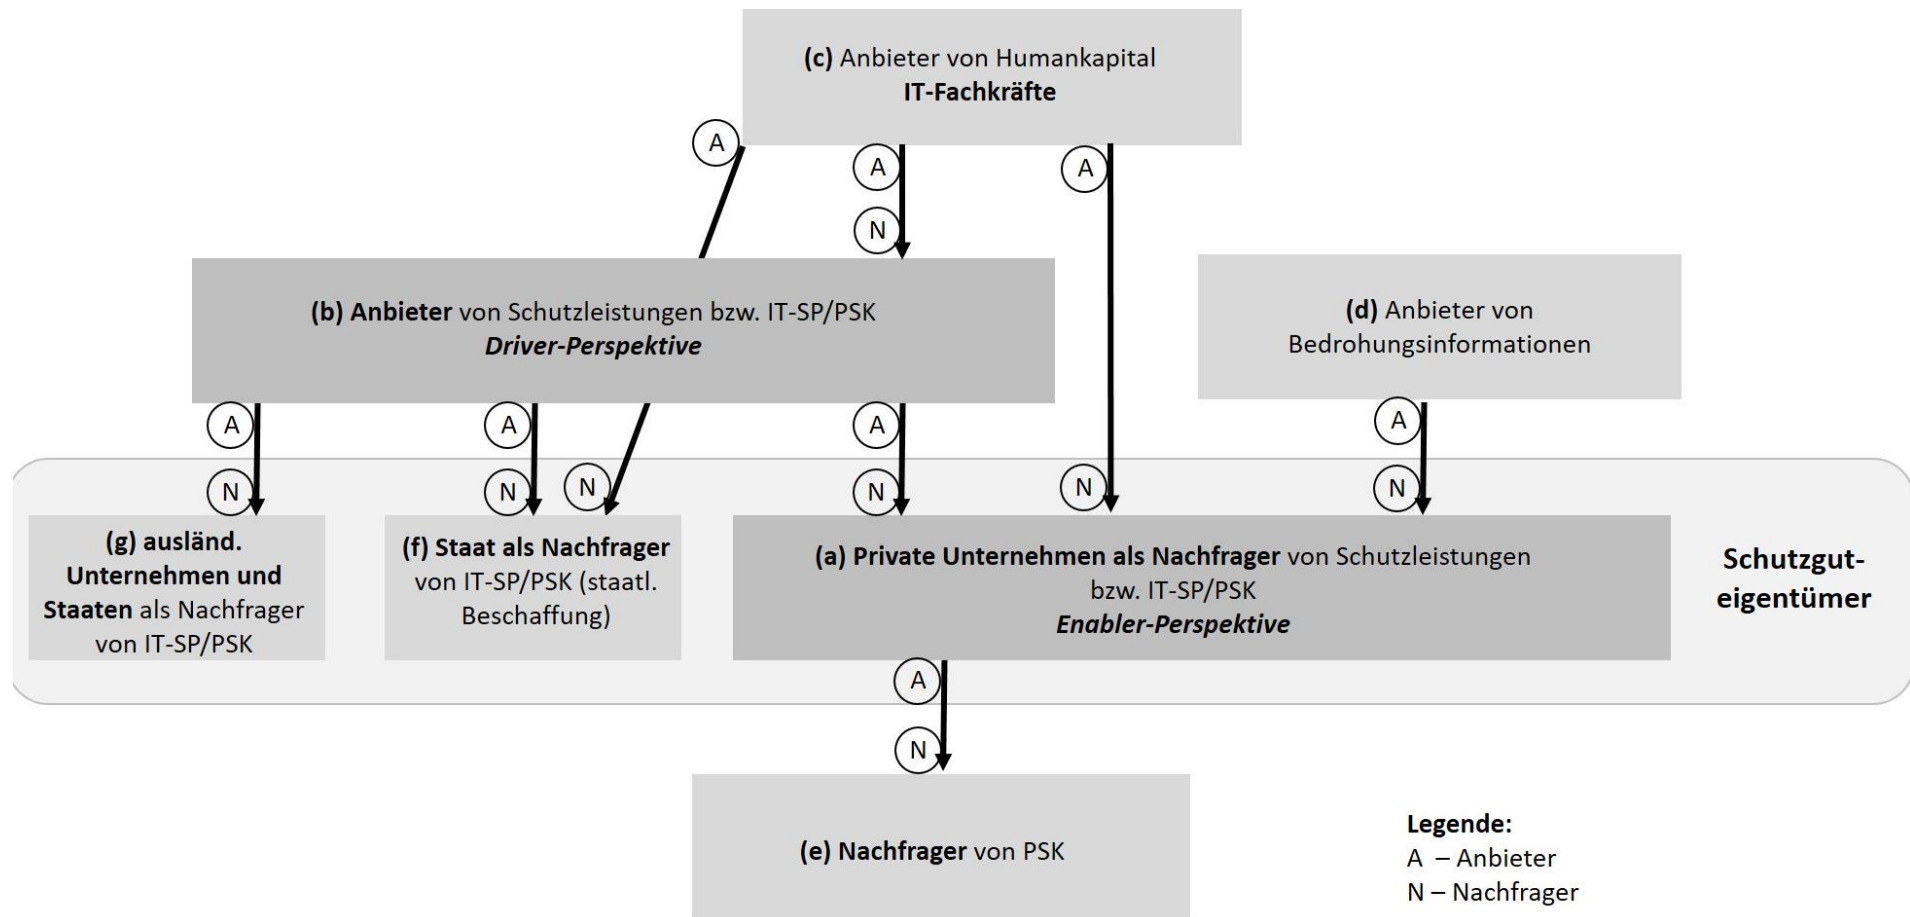 (c) Anbieter von Humankapital
IT-Fachkräfte
A
A
A
N
(b) Anbieter von Schutzleistungen bzw. IT-SP/PSK
Driver-Perspektive
(d) Anbieter von
Bedrohungsinformationen
A
A
A
A
N
N
N
N
N
N
(g) ausländ.
Unternehmen und
Staaten als Nachfrager
von IT-SP/PSK
(f) Staat als Nachfrager
von IT-SP/PSK (staatl.
Beschaffung)
(a) Private Unternehmen als Nachfrager von Schutzleistungen
bzw. IT-SP/PSK
Enabler-Perspektive
Schutzgut-
eigentümer
A
N
(e) Nachfrager von PSK
Legende:
A – Anbieter
N – Nachfrager